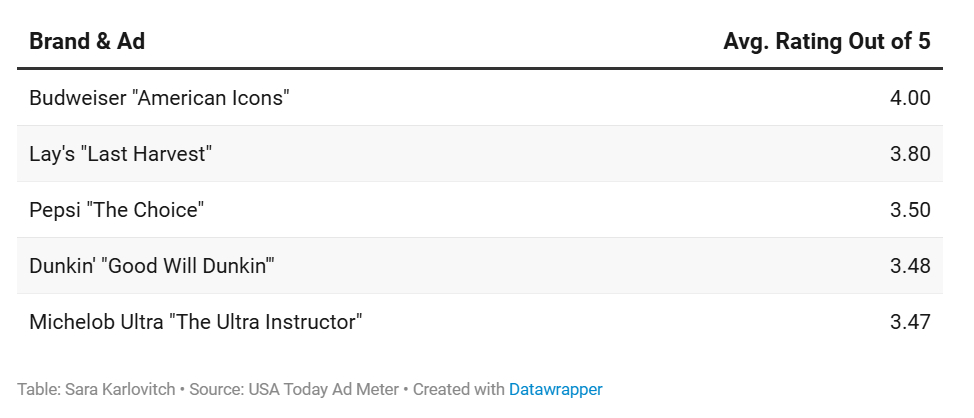 Brand & Ad Avg. Rating Out of 5
Budweiser "American Icons" 4.00
Lay's "Last Harvest" 3.80
Pepsi "The Choice" 3.50
Dunkin' "Good Will Dunkin'" 3.48
Michelob Ultra "The Ultra Instructor" 3.47
Table: Sara Karlovitch • Source: USA Today Ad Meter • Created with Datawrapper